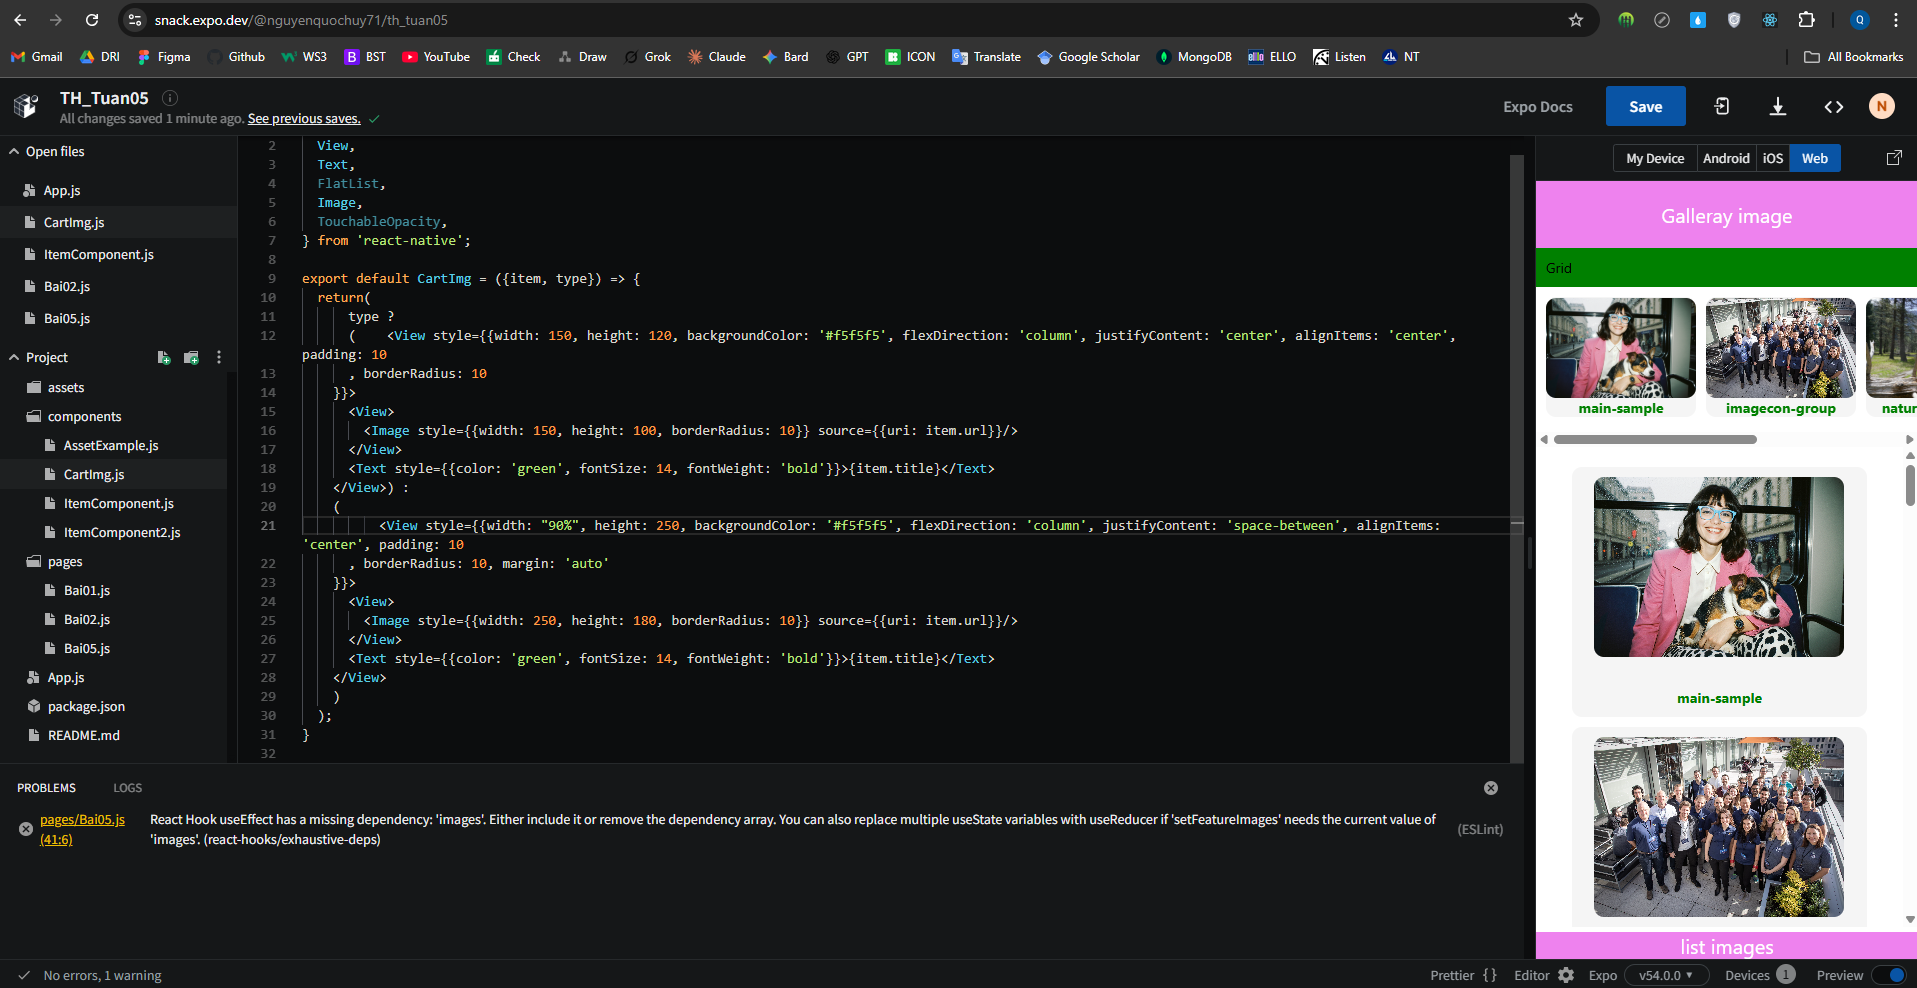 snack.expo.dev/@nguyenquochuy71/th_tuan05
Q
Gmail
DRI
Figma
Github
WS3
B BST
YouTube
Check
Draw
Grok
Claude
Bard
GPT
ICON
Translate
Google Scholar
MongoDB
ello ELLO
Listen
NT
All Bookmarks
TH_Tuan05
All changes saved 1 minute ago. See previous saves.
Expo Docs
Save
N
Open files
App.js
CartImg.js
ItemComponent.js
Bai02.js
Bai05.js
Project
assets
components
AssetExample.js
CartImg.js
ItemComponent.js
ItemComponent2.js
pages
Bai01.js
Bai02.js
Bai05.js
App.js
package.json
README.md
2 View,
3 Text,
4 FlatList,
5 Image,
6 TouchableOpacity,
7 } from 'react-native';
8
9 export default CartImg = ({item, type}) => {
10 return(
11 type ?
12 ( <View style={{width: 150, height: 120, backgroundColor: '#f5f5f5', flexDirection: 'column', justifyContent: 'center', alignItems: 'center',
padding: 10
13 , borderRadius: 10
14 }}>
15 <View>
16 <Image style={{width: 150, height: 100, borderRadius: 10}} source={{uri: item.url}}/>
17 </View>
18 <Text style={{color: 'green', fontSize: 14, fontWeight: 'bold'}}>{item.title}</Text>
19 </View>) :
20 (
21 <View style={{width: "90%", height: 250, backgroundColor: '#f5f5f5', flexDirection: 'column', justifyContent: 'space-between', alignItems:
'center', padding: 10
22 , borderRadius: 10, margin: 'auto'
23 }}>
24 <View>
25 <Image style={{width: 250, height: 180, borderRadius: 10}} source={{uri: item.url}}/>
26 </View>
27 <Text style={{color: 'green', fontSize: 14, fontWeight: 'bold'}}>{item.title}</Text>
28 </View>
29 )
30 );
31 }
32
My Device
Android
iOS
Web
Galleray image
Grid
main-sample
imagecon-group
natur
main-sample
list images
PROBLEMS
LOGS
pages/Bai05.js
(41:6)
React Hook useEffect has a missing dependency: 'images'. Either include it or remove the dependency array. You can also replace multiple useState variables with useReducer if 'setFeatureImages' needs the current value of
'images'. (react-hooks/exhaustive-deps)
(ESLint)
No errors, 1 warning
Prettier { }
Editor
Expo
v54.0.0
Devices 1
Preview